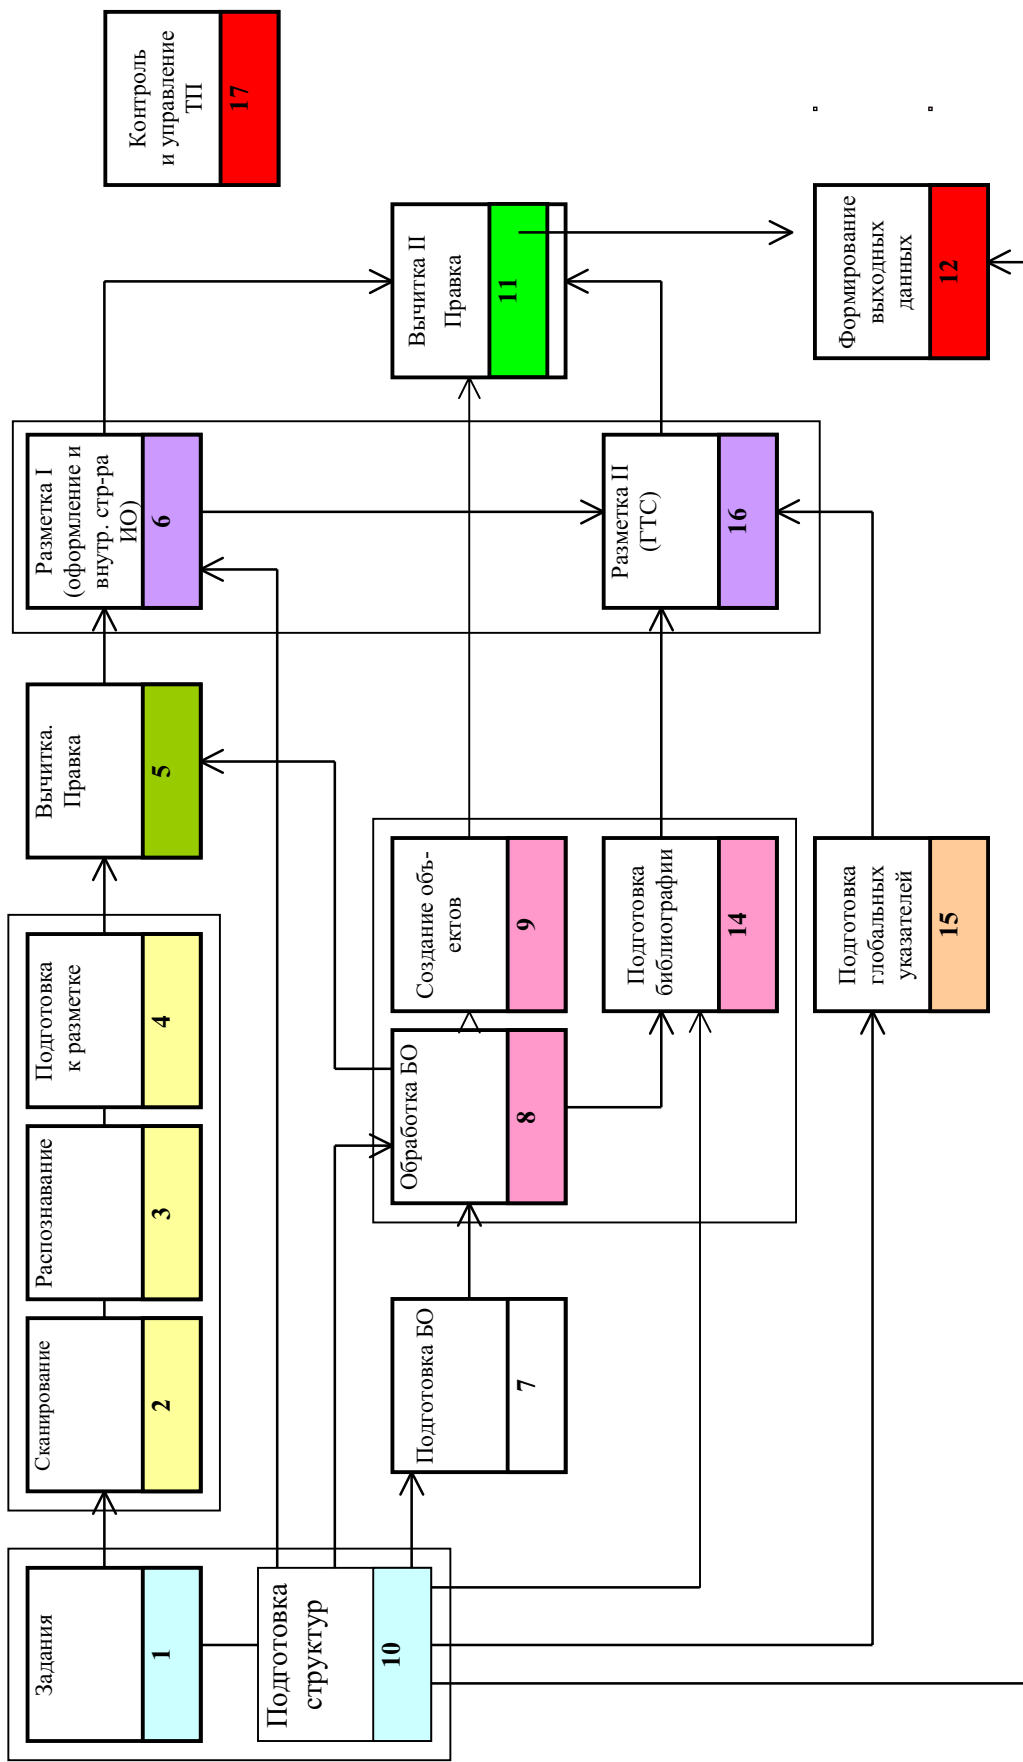 Задания
1
Подготовка
структур
10
Сканирование
2
Распознавание
3
Подготовка
к разметке
4
Вычитка.
Правка
5
Разметка I
(оформление и
внутр. стр-ра
ИО)
6
Подготовка БО
7
Обработка БО
8
Создание объ-
ектов
9
Подготовка
библиографии
14
Подготовка
глобальных
указателей
15
Разметка II
(ГТС)
16
Вычитка II
Правка
11
Формирование
выходных
данных
12
Контроль
и управление
ТП
17